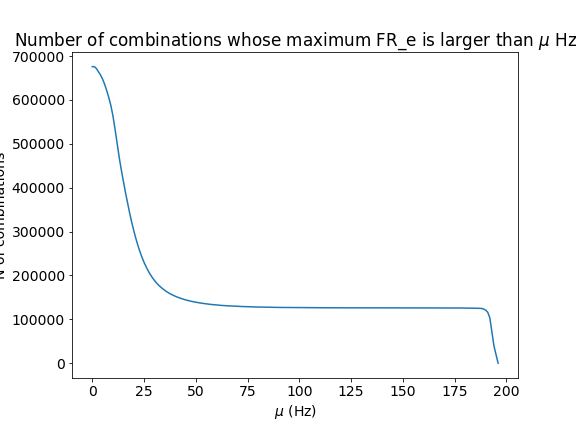 Number of combinations whose maximum FR_e is larger than μ Hz
700000
600000
500000
400000
300000
200000
100000
0
N of combinations
0 25 50 75 100 125 150 175 200
μ (Hz)